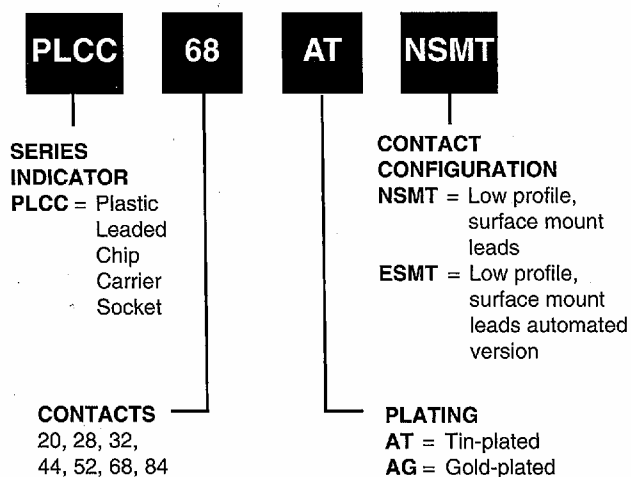 PLCC 68 AT NSMT
SERIES
INDICATOR
PLCC = Plastic
Leaded
Chip
Carrier
Socket
CONTACT
CONFIGURATION
NSMT = Low profile,
surface mount
leads
ESMT = Low profile,
surface mount
leads automated
version
CONTACTS
20, 28, 32,
44, 52, 68, 84
PLATING
AT = Tin-plated
AG = Gold-plated